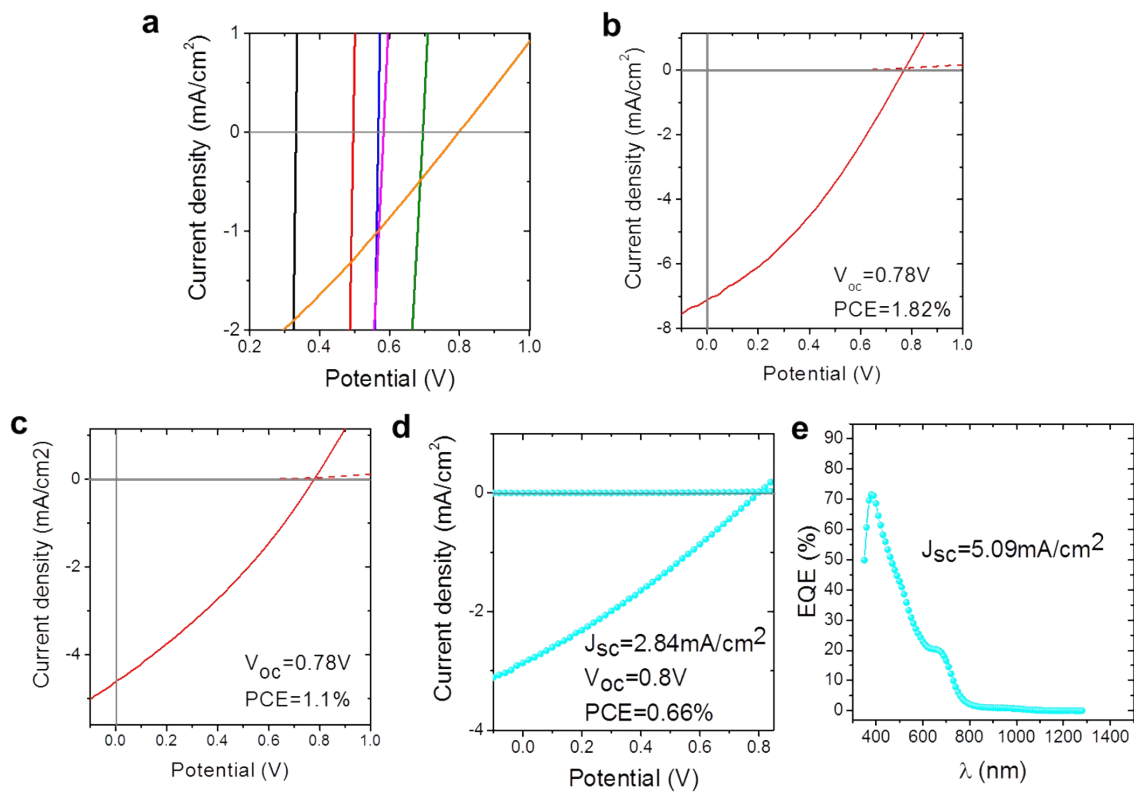 a
Current density (mA/cm²)
1
0
-1
-2
0.2 0.4 0.6 0.8 1.0
Potential (V)
b
Current density (mA/cm²)
0
-2
-4
-6
-8
0.0 0.2 0.4 0.6 0.8 1.0
Potential (V)
Voc=0.78V
PCE=1.82%
c
Current density (mA/cm2)
0
-2
-4
0.0 0.2 0.4 0.6 0.8 1.0
Potential (V)
Voc=0.78V
PCE=1.1%
d
Current density (mA/cm²)
0
-2
-4
0.0 0.2 0.4 0.6 0.8
Potential (V)
Jsc=2.84mA/cm²
Voc=0.8V
PCE=0.66%
e
EQE (%)
90
80
70
60
50
40
30
20
10
0
400 600 800 1000 1200 1400
λ (nm)
Jsc=5.09mA/cm²